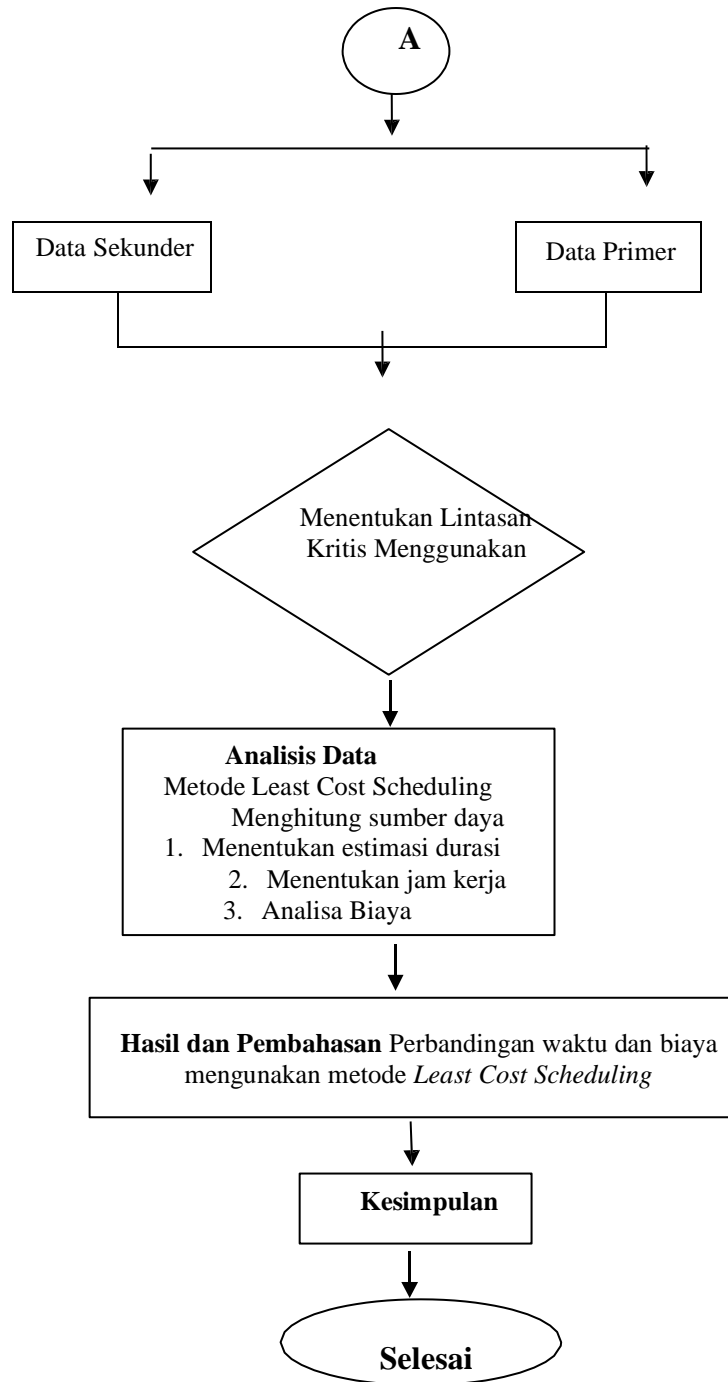 A
Data Sekunder
Data Primer
Menentukan Lintasan
Kritis Menggunakan
Analisis Data
Metode Least Cost Scheduling
Menghitung sumber daya
1. Menentukan estimasi durasi
2. Menentukan jam kerja
3. Analisa Biaya
Hasil dan Pembahasan Perbandingan waktu dan biaya
mengunakan metode Least Cost Scheduling
Kesimpulan
Selesai